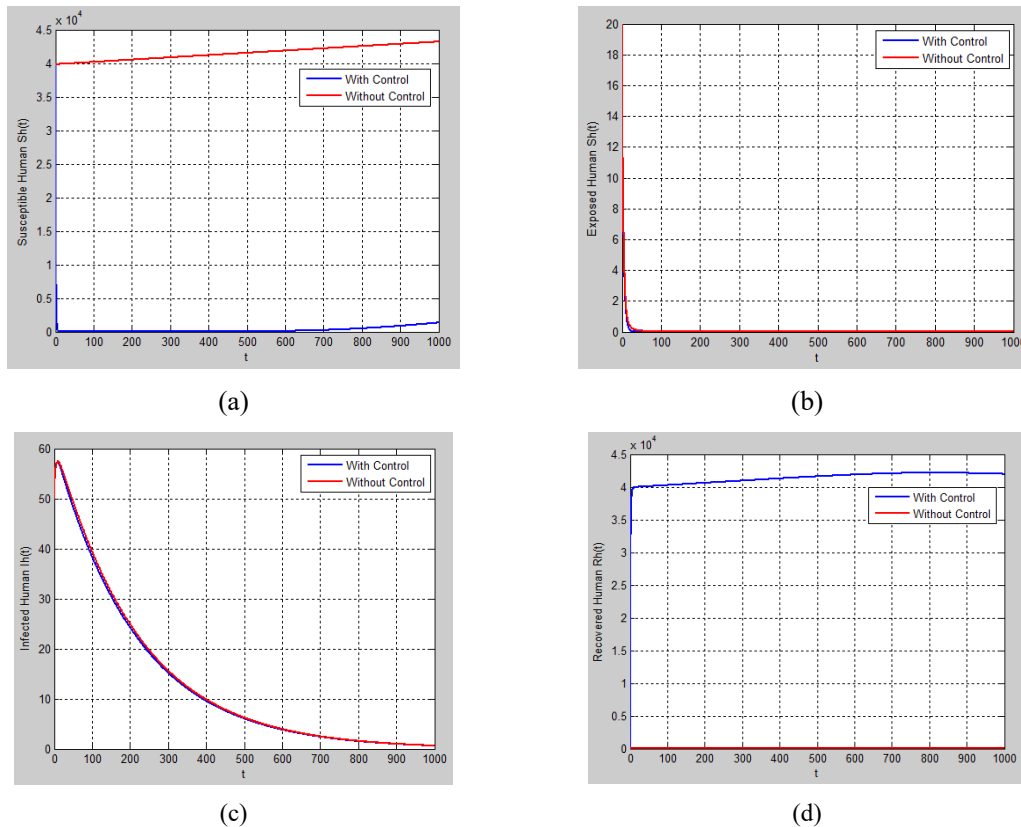 x 10^4
4.5
4
3.5
3
2.5
2
1.5
1
0.5
0
0 100 200 300 400 500 600 700 800 900 1000
t
Susceptible Human Sh(t)
With Control
Without Control
(a)
20
18
16
14
12
10
8
6
4
2
0
0 100 200 300 400 500 600 700 800 900 1000
t
Exposed Human Sh(t)
With Control
Without Control
(b)
60
50
40
30
20
10
0
0 100 200 300 400 500 600 700 800 900 1000
t
Infected Human Ih(t)
With Control
Without Control
(c)
x 10^4
4.5
4
3.5
3
2.5
2
1.5
1
0.5
0
0 100 200 300 400 500 600 700 800 900 1000
t
Recovered Human Rh(t)
With Control
Without Control
(d)